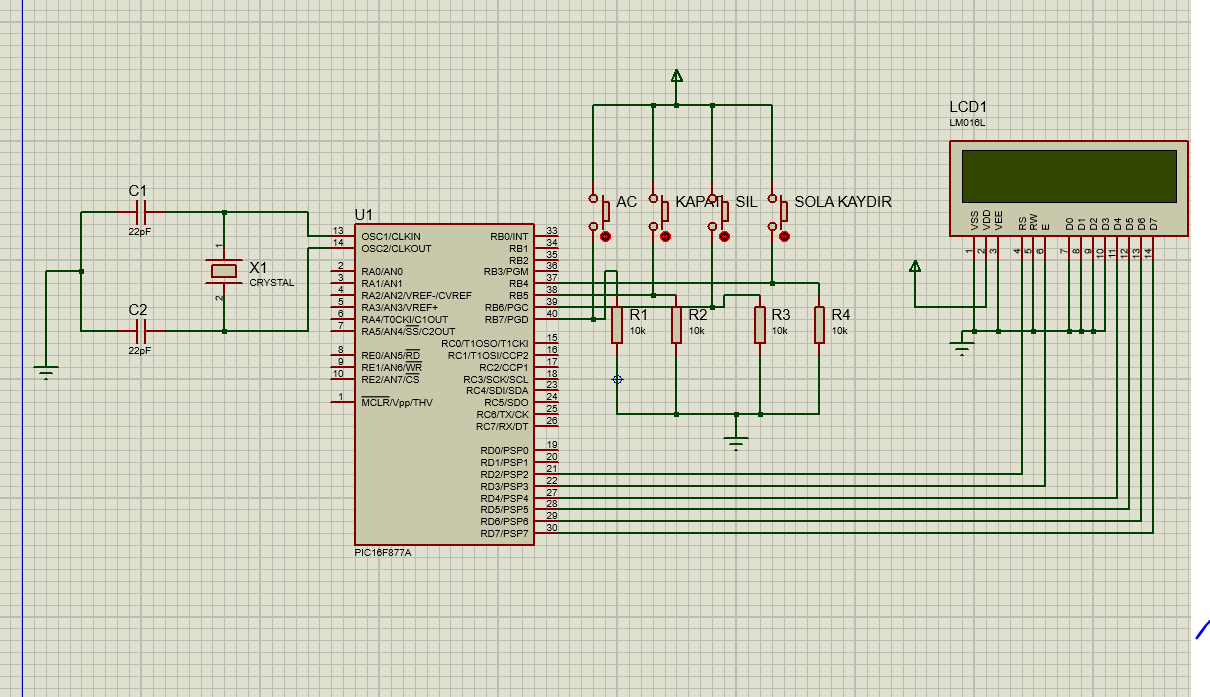 LCD1
LM016L
C1
22pF
AC
KAPAT
SIL
SOLA KAYDIR
U1
X1
CRYSTAL
1
2
C2
22pF
13
14
2
3
4
5
6
7
8
9
10
1
OSC1/CLKIN
OSC2/CLKOUT
RA0/AN0
RA1/AN1
RA2/AN2/VREF-/CVREF
RA3/AN3/VREF+
RA4/T0CKI/C1OUT
RA5/AN4/SS/C2OUT
RE0/AN5/RD
RE1/AN6/WR
RE2/AN7/CS
MCLR/Vpp/THV
RB0/INT
RB1
RB2
RB3/PGM
RB4
RB5
RB6/PGC
RB7/PGD
RC0/T1OSO/T1CKI
RC1/T1OSI/CCP2
RC2/CCP1
RC3/SCK/SCL
RC4/SDI/SDA
RC5/SDO
RC6/TX/CK
RC7/RX/DT
RD0/PSP0
RD1/PSP1
RD2/PSP2
RD3/PSP3
RD4/PSP4
RD5/PSP5
RD6/PSP6
RD7/PSP7
33
34
35
36
37
38
39
40
15
16
17
18
23
24
25
26
19
20
21
22
27
28
29
30
PIC16F877A
R1
10k
R2
10k
R3
10k
R4
10k
VSS
VDD
VEE
RS
RW
E
D0
D1
D2
D3
D4
D5
D6
D7
1
2
3
4
5
6
7
8
9
10
11
12
13
14